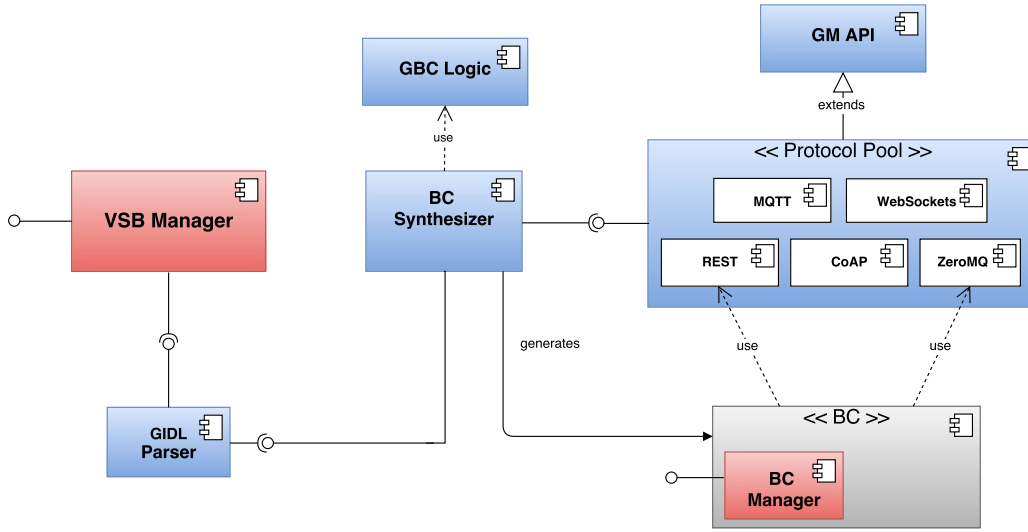 GM API
GBC Logic
extends
use
<< Protocol Pool >>
MQTT
WebSockets
VSB Manager
BC
Synthesizer
REST
CoAP
ZeroMQ
generates
use
use
<< BC >>
GIDL
Parser
BC
Manager